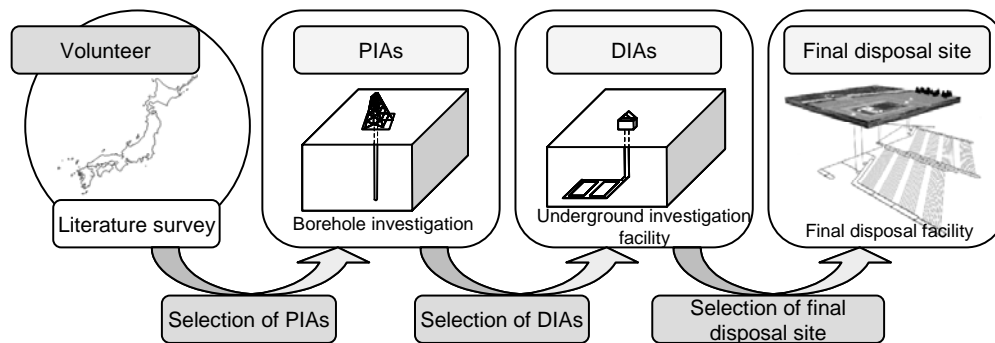 Volunteer
PIAs
DIAs
Final disposal site
Literature survey
Borehole investigation
Underground investigation
facility
Final disposal facility
Selection of PIAs
Selection of DIAs
Selection of final
disposal site